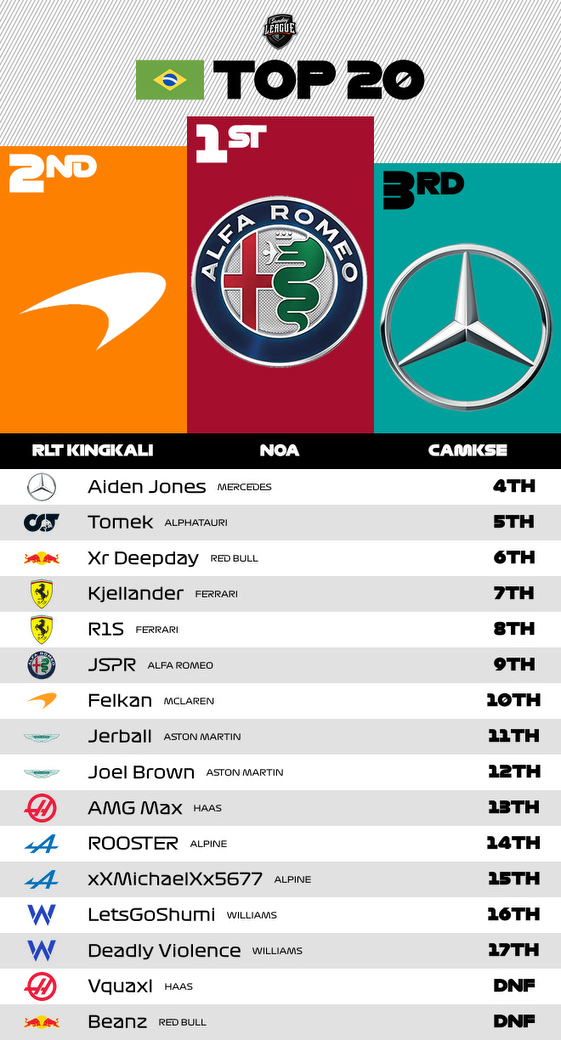 Sunday
LEAGUE
TOP 20
2ND
1ST
3RD
ALFA ROMEO
RLT KINGKALI NOA CAMKSE
Aiden Jones MERCEDES 4TH
Tomek ALPHATAURI 5TH
Xr Deepday RED BULL 6TH
Kjellander FERRARI 7TH
R1S FERRARI 8TH
JSPR ALFA ROMEO 9TH
Felkan MCLAREN 10TH
Jerball ASTON MARTIN 11TH
Joel Brown ASTON MARTIN 12TH
AMG Max HAAS 13TH
ROOSTER ALPINE 14TH
xXMichaelXx5677 ALPINE 15TH
LetsGoShumi WILLIAMS 16TH
Deadly Violence WILLIAMS 17TH
Vquaxl HAAS DNF
Beanz RED BULL DNF